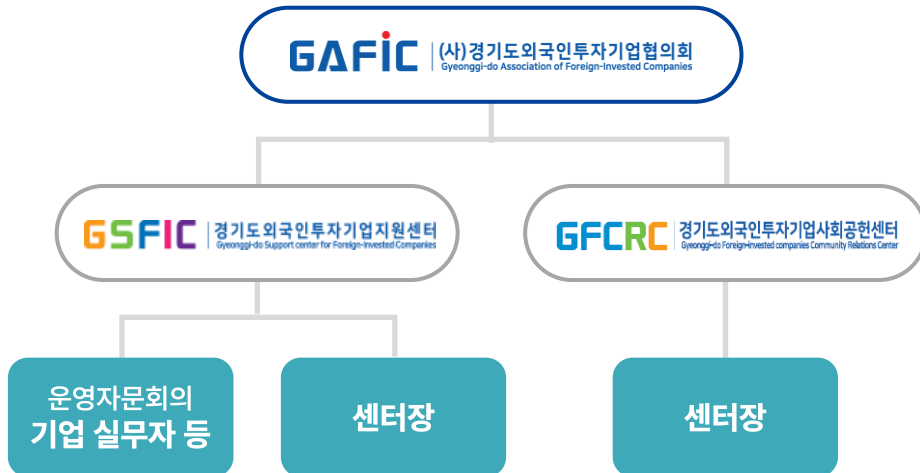 GAFIC
(사)경기도외국인투자기업협의회
Gyeonggi-do Association of Foreign-Invested Companies
GSFIC
경기도외국인투자기업지원센터
Gyeonggi-do Support center for Foreign-Invested Companies
GFCRC
경기도외국인투자기업사회공헌센터
Gyeonggi-do Foreign-Invested companies Community Relations Center
운영자문회의
기업 실무자 등
센터장
센터장